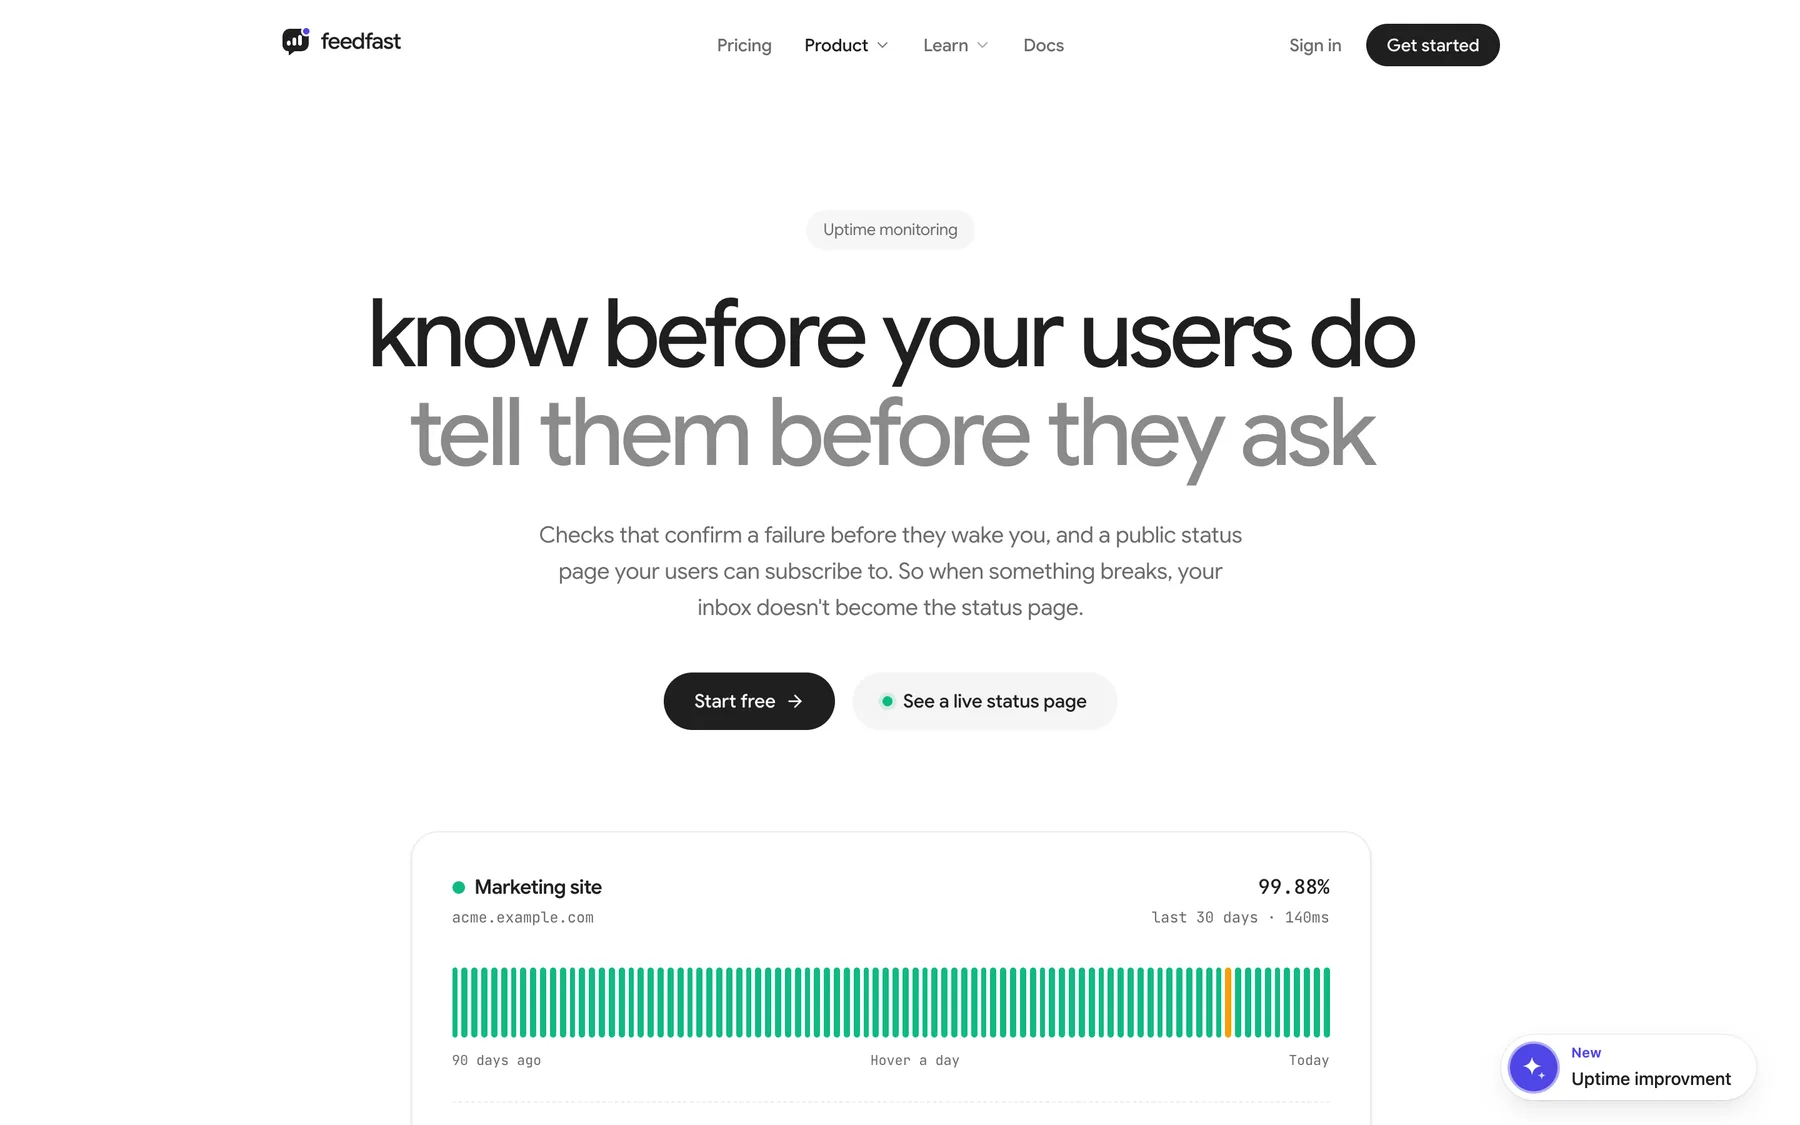 feedfast
Pricing
Product
Learn
Docs
Sign in
Get started
Uptime monitoring
know before your users do
tell them before they ask
Checks that confirm a failure before they wake you, and a public status
page your users can subscribe to. So when something breaks, your
inbox doesn't become the status page.
Start free →
See a live status page
Marketing site
99.88%
acme.example.com
last 30 days · 140ms
90 days ago
Hover a day
Today
New
Uptime improvment